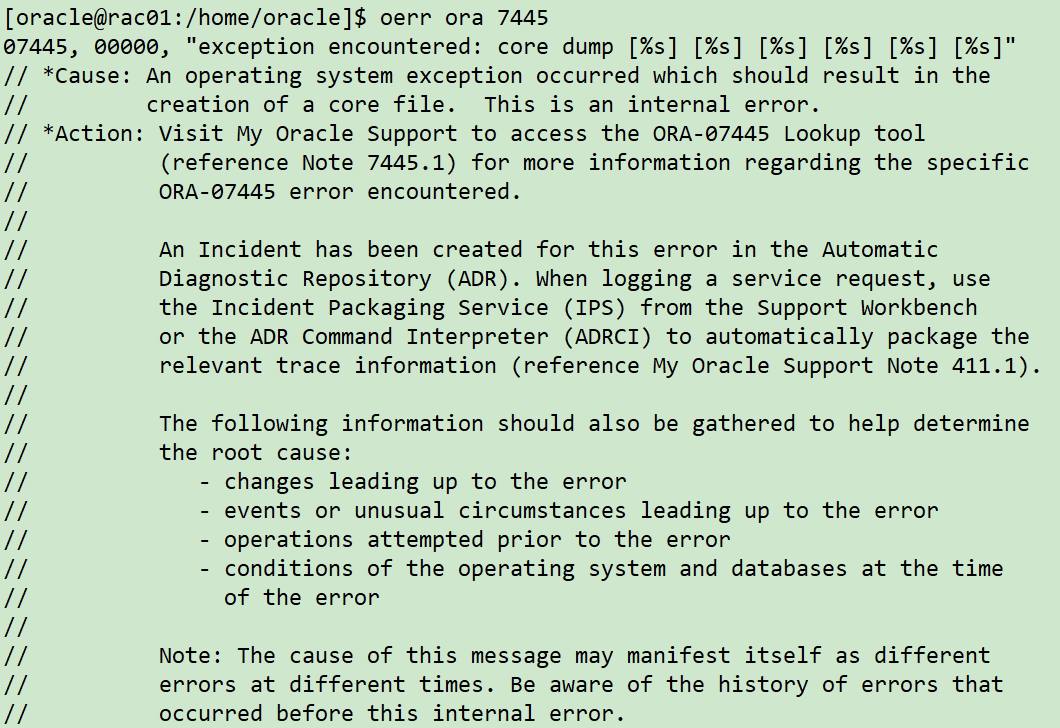 [oracle@rac01:/home/oracle]$ oerr ora 7445
07445, 00000, "exception encountered: core dump [%s] [%s] [%s] [%s] [%s] [%s]"
// *Cause: An operating system exception occurred which should result in the
//         creation of a core file.  This is an internal error.
// *Action: Visit My Oracle Support to access the ORA-07445 Lookup tool
//          (reference Note 7445.1) for more information regarding the specific
//          ORA-07445 error encountered.
//
//          An Incident has been created for this error in the Automatic
//          Diagnostic Repository (ADR). When logging a service request, use
//          the Incident Packaging Service (IPS) from the Support Workbench
//          or the ADR Command Interpreter (ADRCI) to automatically package the
//          relevant trace information (reference My Oracle Support Note 411.1).
//
//          The following information should also be gathered to help determine
//          the root cause:
//             - changes leading up to the error
//             - events or unusual circumstances leading up to the error
//             - operations attempted prior to the error
//             - conditions of the operating system and databases at the time
//               of the error
//
//          Note: The cause of this message may manifest itself as different
//          errors at different times. Be aware of the history of errors that
//          occurred before this internal error.